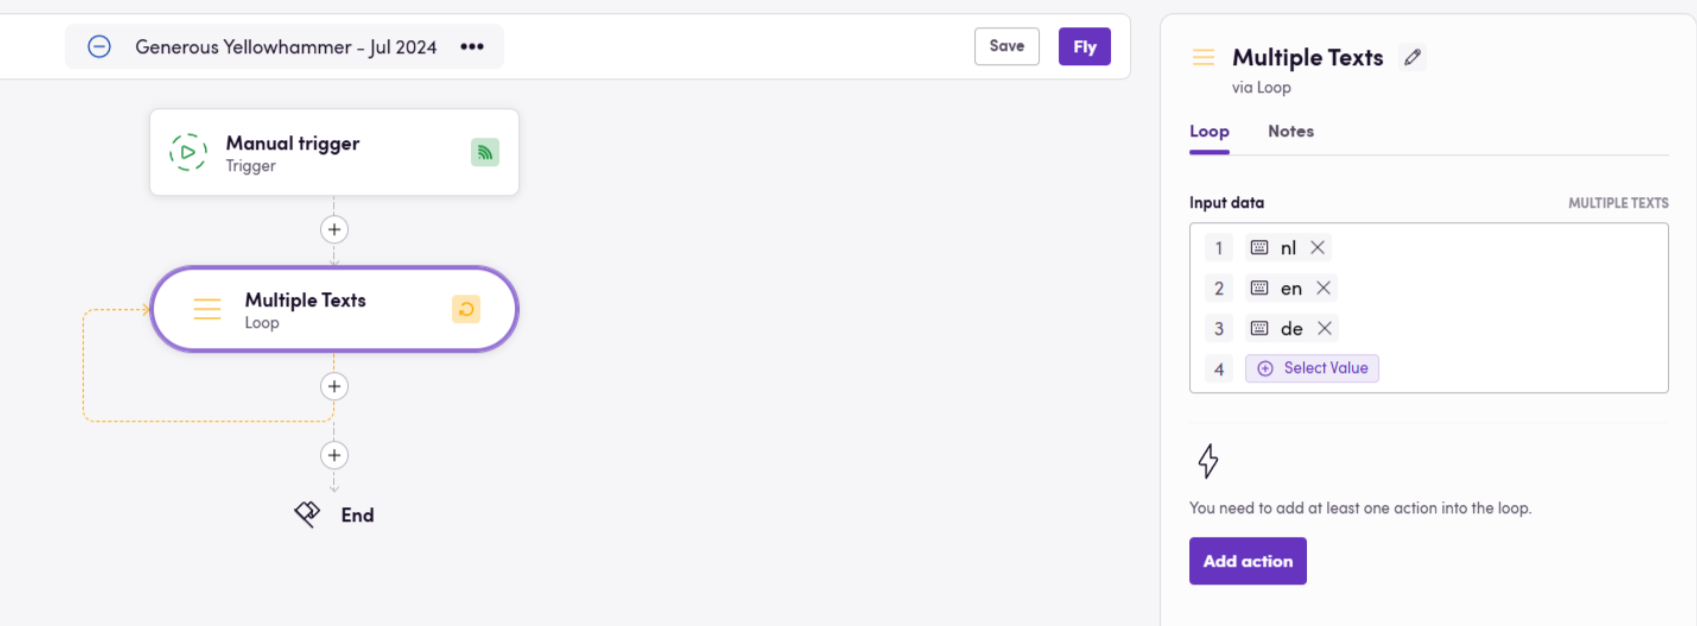 Generous Yellowhammer - Jul 2024 •••
Save
Fly
Manual trigger
Trigger
Multiple Texts
Loop
End
Multiple Texts
via Loop
Loop
Notes
Input data
MULTIPLE TEXTS
1 nl
2 en
3 de
4 Select Value
You need to add at least one action into the loop.
Add action